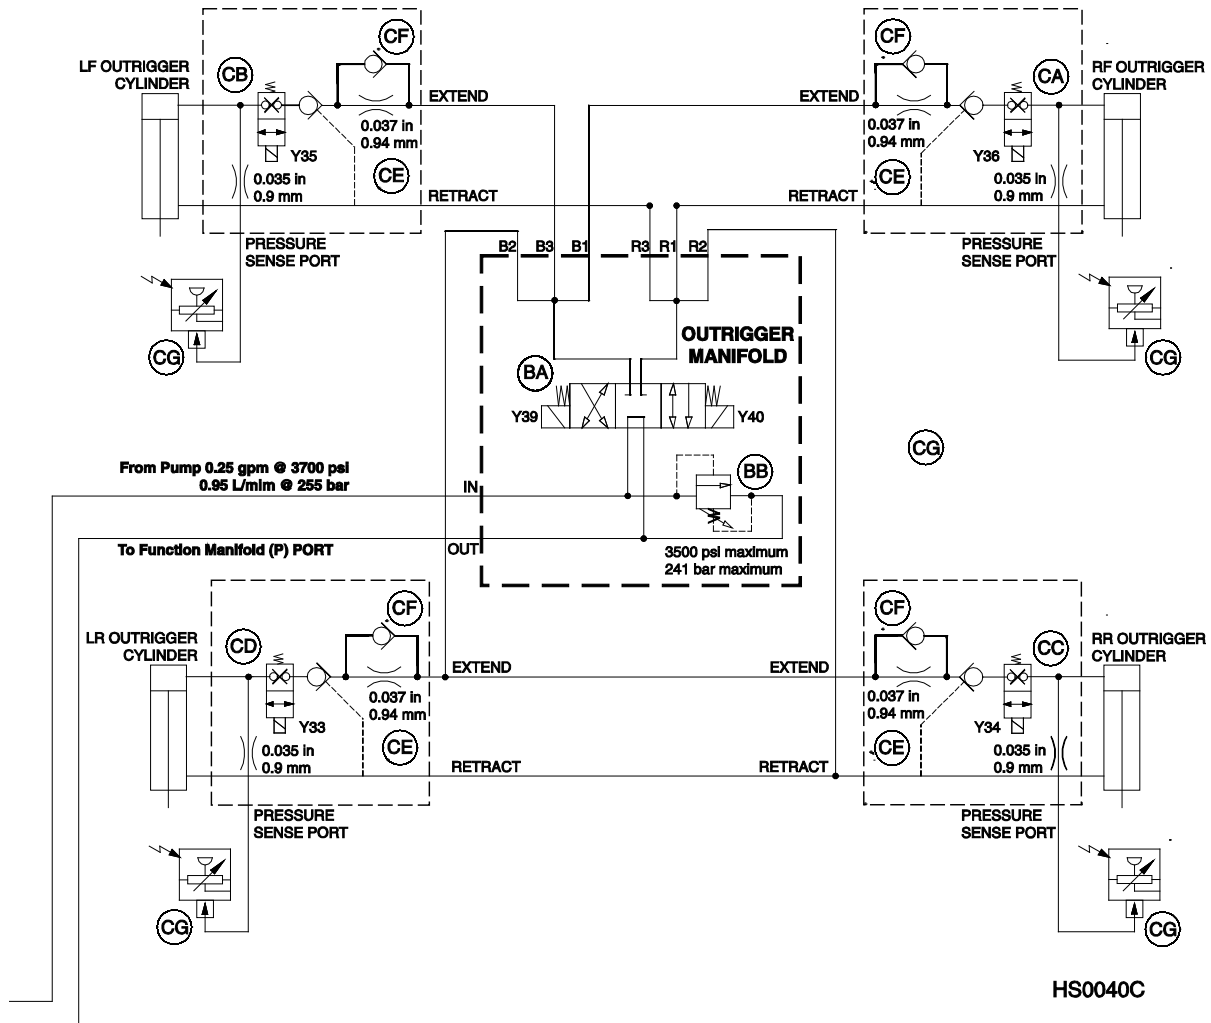 CF
CF
LF OUTRIGGER
CYLINDER
CB
CA
RF OUTRIGGER
CYLINDER
EXTEND
EXTEND
0.037 in
0.94 mm
0.037 in
0.94 mm
Y35
Y36
CE
CE
0.035 in
0.9 mm
0.035 in
0.9 mm
RETRACT
RETRACT
PRESSURE
SENSE PORT
PRESSURE
SENSE PORT
B2 B3 B1 R3 R1 R2
OUTRIGGER
MANIFOLD
CG
CG
BA
Y39
Y40
CG
From Pump 0.25 gpm @ 3700 psi
0.95 L/mim @ 255 bar
BB
IN
To Function Manifold (P) PORT
OUT
3500 psi maximum
241 bar maximum
CF
CF
LR OUTRIGGER
CYLINDER
CD
CC
RR OUTRIGGER
CYLINDER
EXTEND
EXTEND
0.037 in
0.94 mm
0.037 in
0.94 mm
Y33
Y34
CE
CE
0.035 in
0.9 mm
0.035 in
0.9 mm
RETRACT
RETRACT
PRESSURE
SENSE PORT
PRESSURE
SENSE PORT
CG
CG
HS0040C